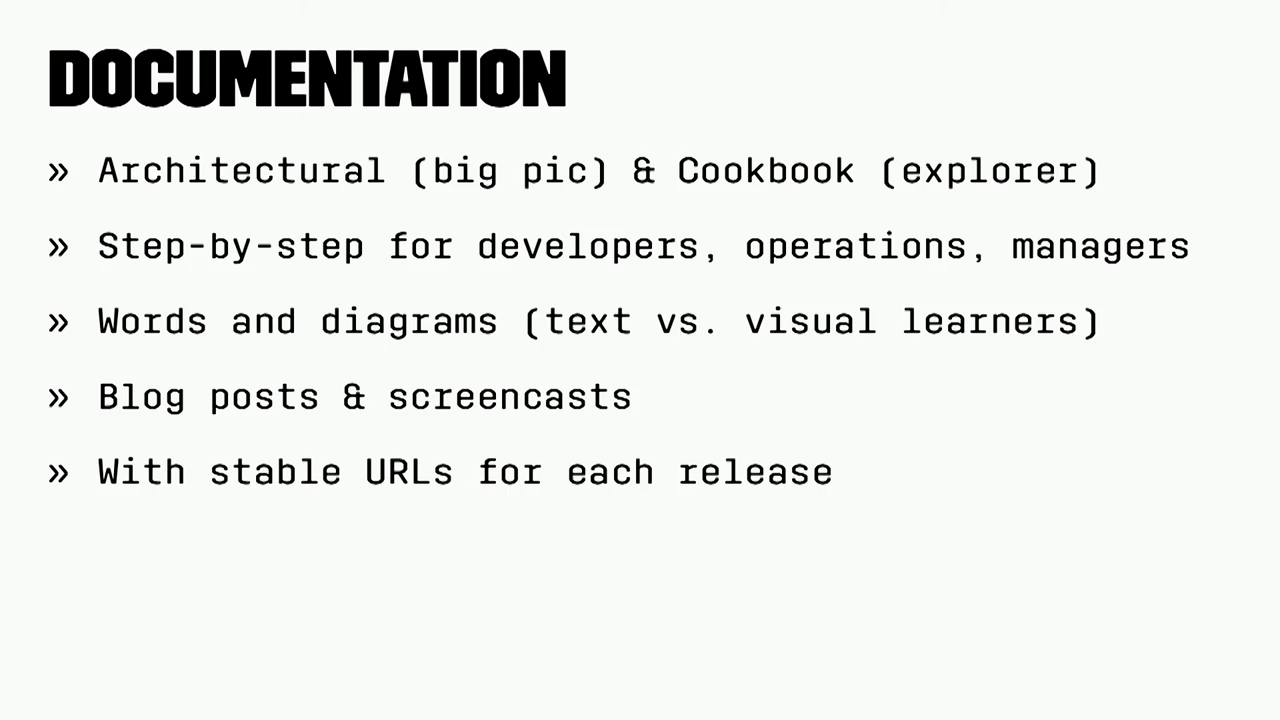 DOCUMENTATION
» Architectural (big pic) & Cookbook (explorer)
» Step-by-step for developers, operations, managers
» Words and diagrams (text vs. visual learners)
» Blog posts & screencasts
» With stable URLs for each release